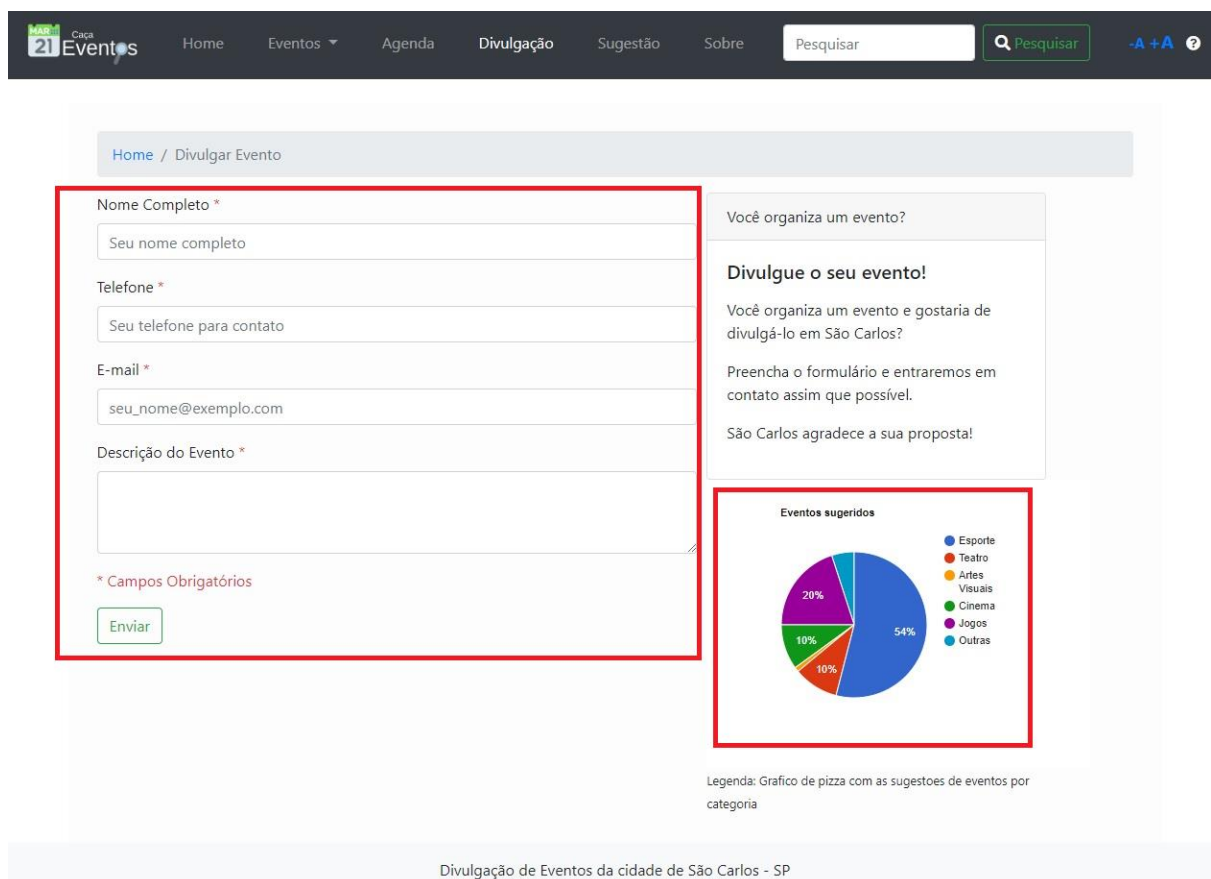 MAR
21
Caça
Eventos
Home
Eventos
Agenda
Divulgação
Sugestão
Sobre
Pesquisar
Pesquisar
-A +A
?
Home / Divulgar Evento
Nome Completo *
Seu nome completo
Telefone *
Seu telefone para contato
E-mail *
seu_nome@exemplo.com
Descrição do Evento *
* Campos Obrigatórios
Enviar
Você organiza um evento?
Divulgue o seu evento!
Você organiza um evento e gostaria de
divulgá-lo em São Carlos?
Preencha o formulário e entraremos em
contato assim que possível.
São Carlos agradece a sua proposta!
Eventos sugeridos
Esporte
Teatro
Artes
Visuais
Cinema
Jogos
Outras
20%
54%
10%
10%
Legenda: Grafico de pizza com as sugestoes de eventos por
categoria
Divulgação de Eventos da cidade de São Carlos - SP